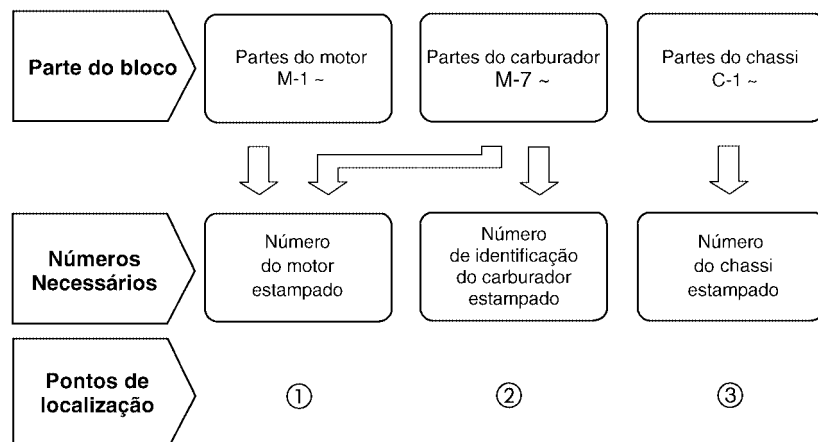 Parte do bloco
Partes do motor
M-1 ~
Partes do carburador
M-7 ~
Partes do chassi
C-1 ~
Números
Necessários
Número
do motor
estampado
Número
de identificação
do carburador
estampado
Número
do chassi
estampado
Pontos de
localização
①
②
③